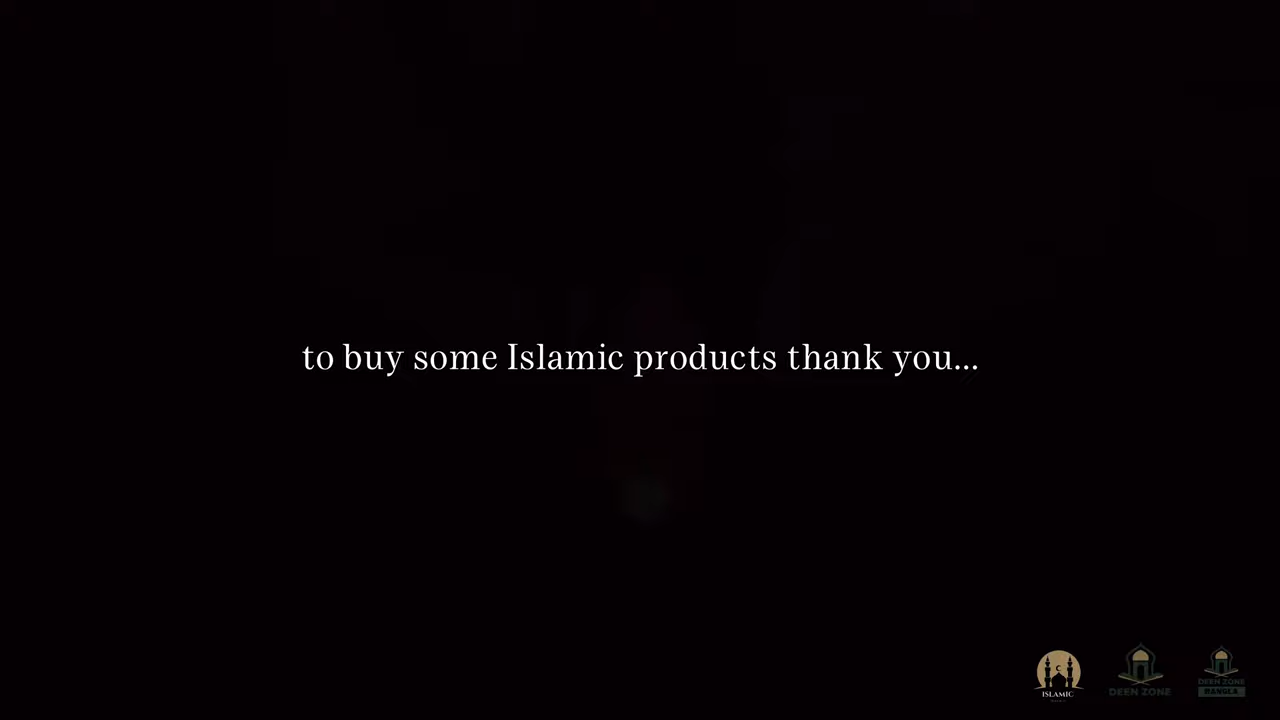 to buy some Islamic products thank you...
ISLAMIC
DEEN ZONE
DEEN ZONE
BANGLA